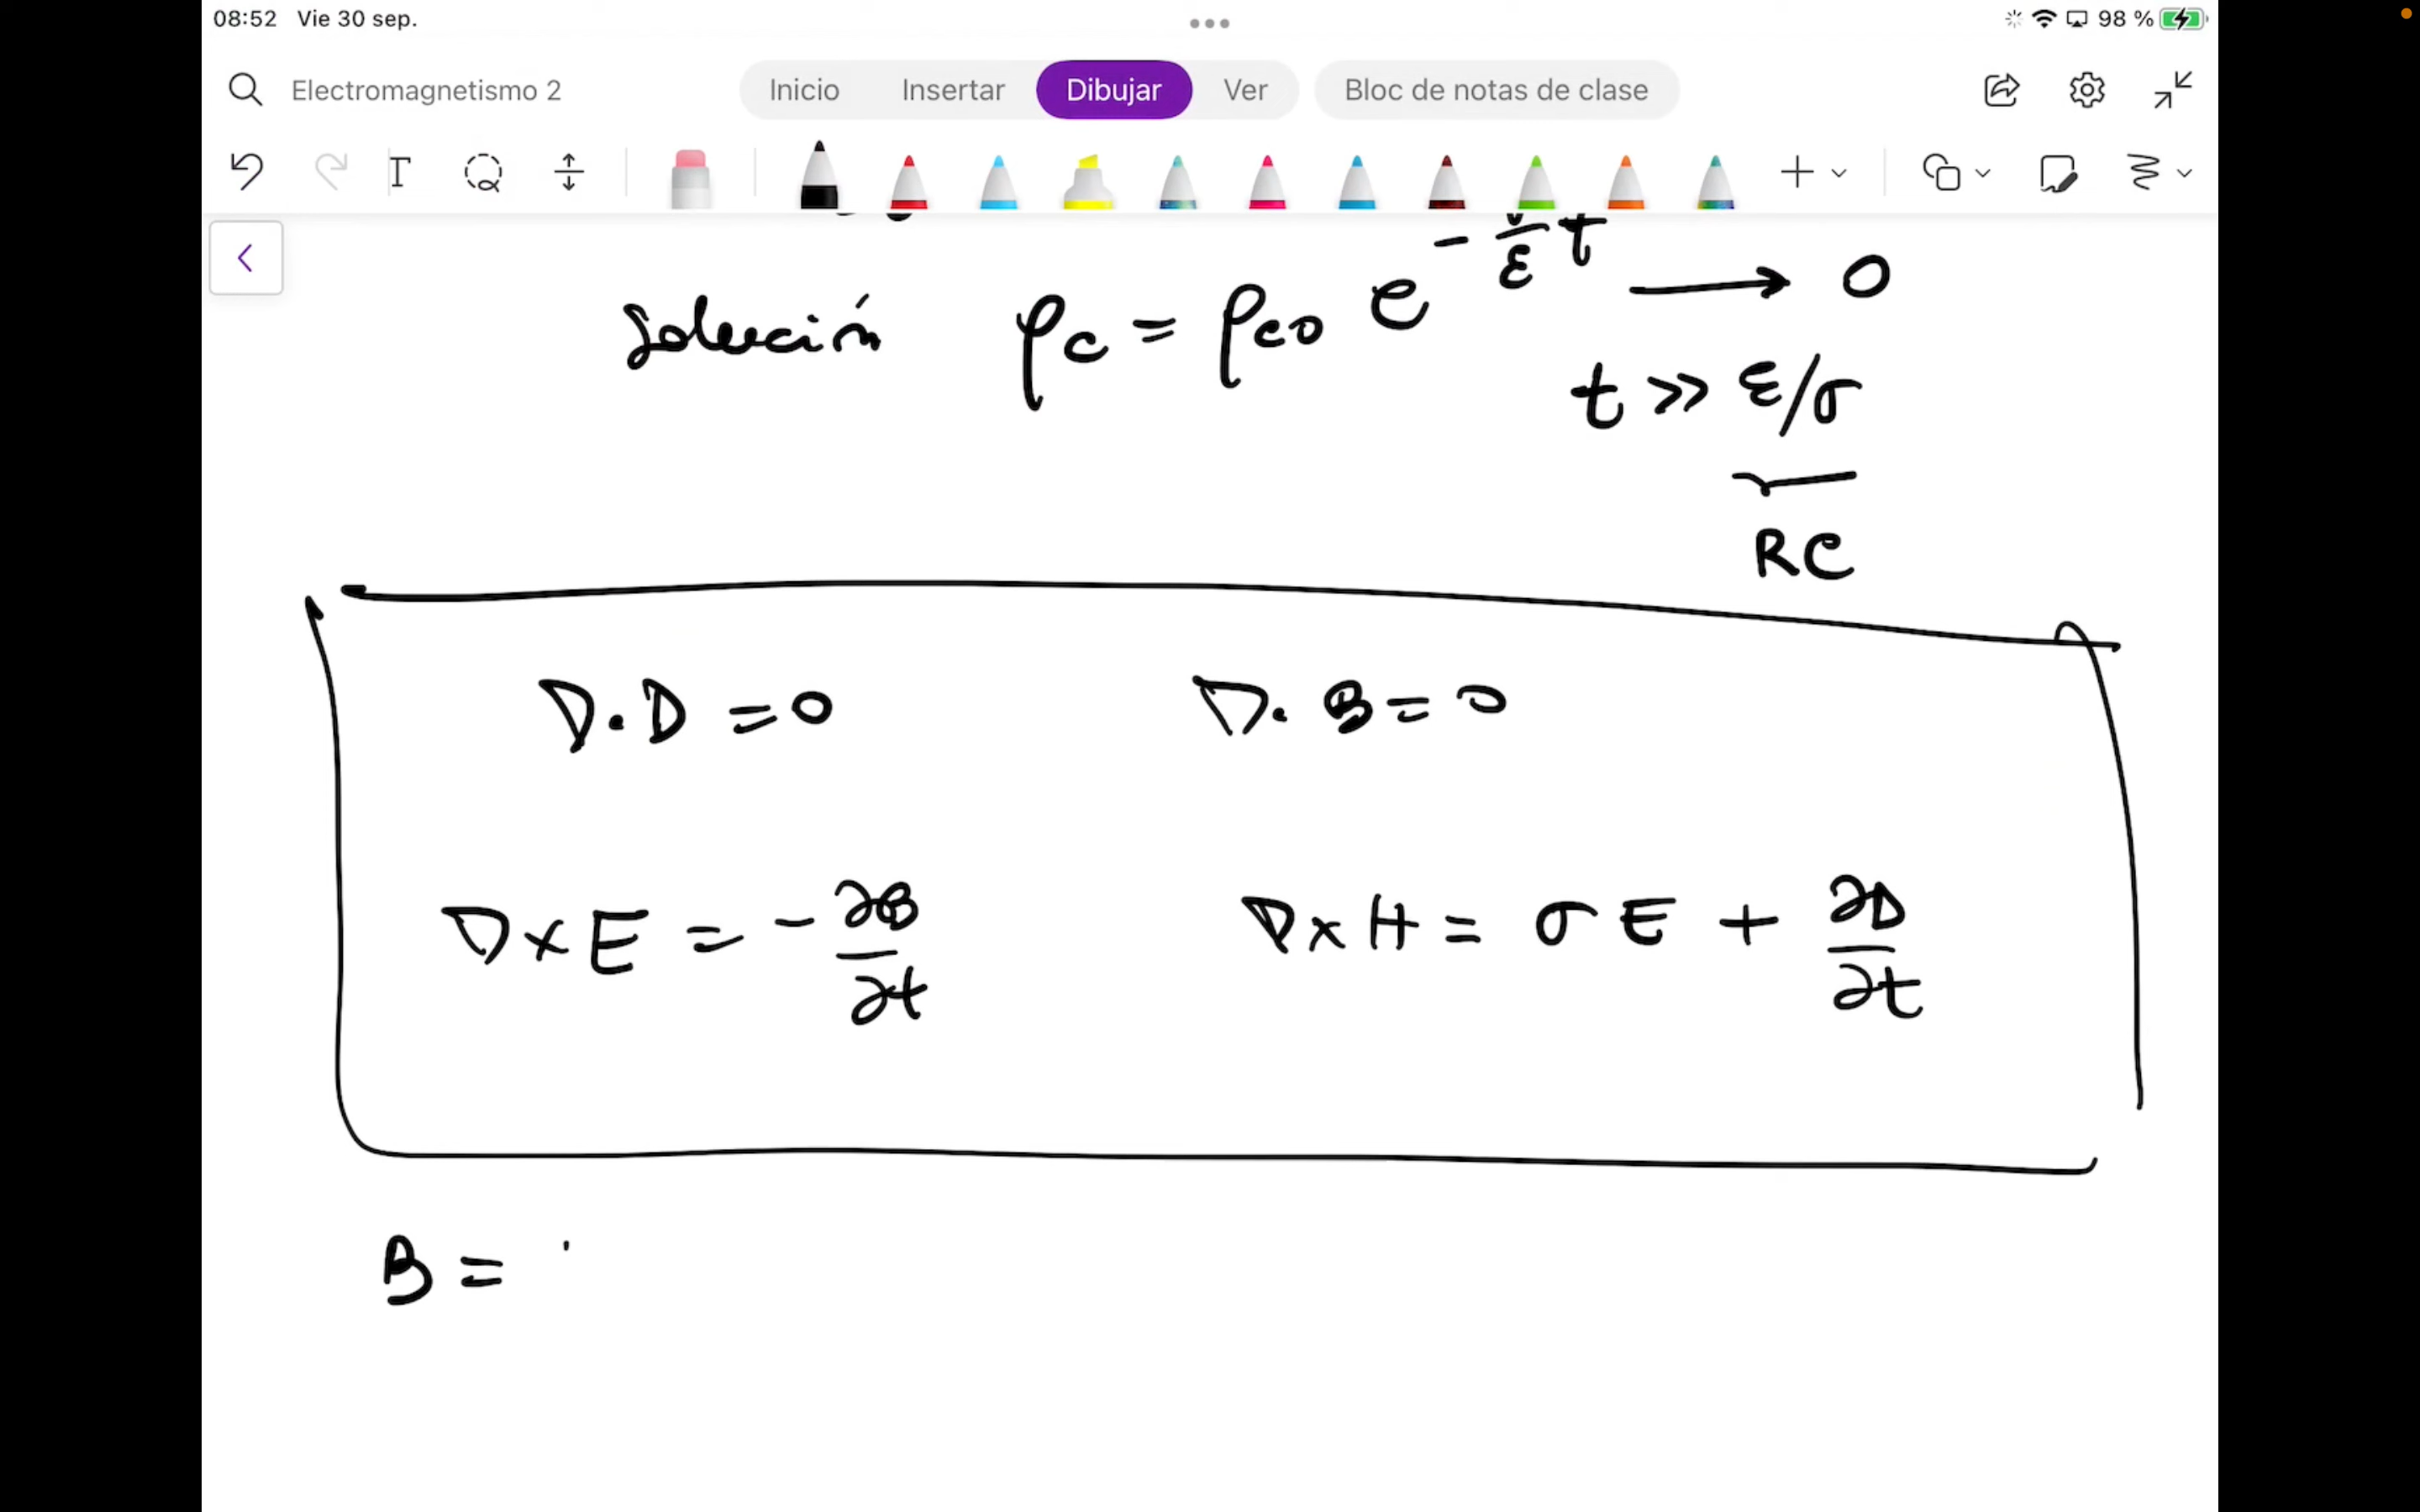 08:52 Vie 30 sep. 98 %
Electromagnetismo 2 Inicio Insertar Dibujar Ver Bloc de notas de clase
T
Solución ρc = ρco e^(-σ/ε t) → 0
t >> ε/σ
RC
∇·D = 0 ∇·B = 0
∇×E = -∂B/∂t ∇×H = σE + ∂D/∂t
B =